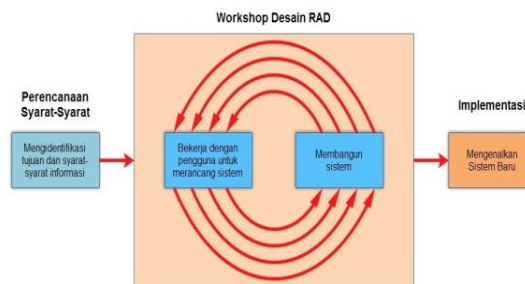 Workshop Desain RAD
Perencanaan
Syarat-Syarat
Mengidentifikasi
tujuan dan syarat-
syarat informasi
Bekerja dengan
pengguna untuk
merancang sistem
Membangun
sistem
Implementasi
Mengenalkan
Sistem Baru